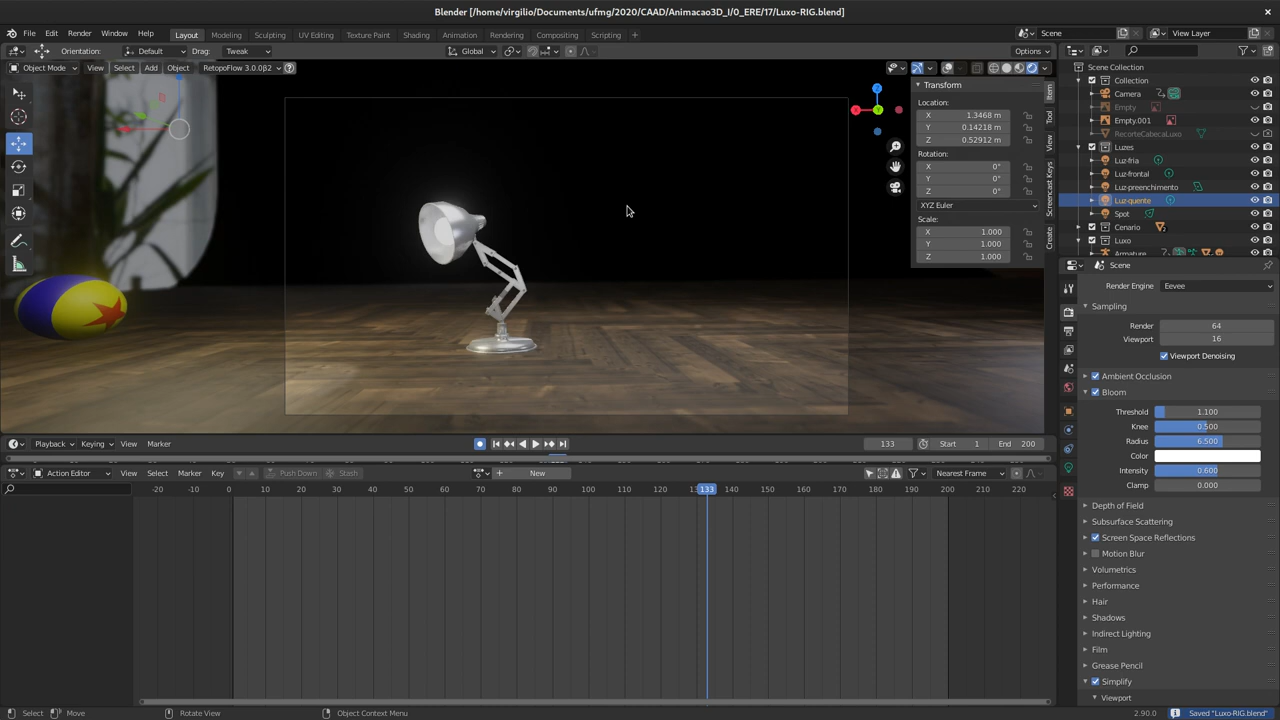 Blender [/home/virgilio/Documents/ufmg/2020/CAAD/Animacao3D_I/0_ERE/17/Luxo-RIG.blend]
File Edit Render Window Help Layout Modeling Sculpting UV Editing Texture Paint Shading Animation Rendering Compositing Scripting + Scene View Layer
Orientation: Default Drag: Tweak Global Options
Object Mode View Select Add Object RetopoFlow 3.0.0β2
Transform
Location:
X 1.3468 m
Y 0.14218 m
Z 0.52912 m
Rotation:
X 0°
Y 0°
Z 0°
XYZ Euler
Scale:
X 1.000
Y 1.000
Z 1.000
Item
Tool
View
Screencast Keys
Create
X
Y
Z
Scene Collection
Collection
Camera
Empty
Empty.001
RecorteCabecaLuxo
Luzes
Luz-fria
Luz-frontal
Luz-preenchimento
Luz-quente
Spot
Cenario
Luxo
Armature
Scene
Render Engine Eevee
Sampling
Render 64
Viewport 16
Viewport Denoising
Ambient Occlusion
Bloom
Threshold 1.100
Knee 0.500
Radius 6.500
Color
Intensity 0.600
Clamp 0.000
Depth of Field
Subsurface Scattering
Screen Space Reflections
Motion Blur
Volumetrics
Performance
Hair
Shadows
Indirect Lighting
Film
Grease Pencil
Simplify
Viewport
Playback Keying View Marker 133 Start 1 End 200
Action Editor View Select Marker Key Push Down Stash New Nearest Frame
-20 -10 0 10 20 30 40 50 60 70 80 90 100 110 120 133 140 150 160 170 180 190 200 210 220
Select Move Rotate View Object Context Menu 2.90.0 Saved "Luxo-RIG.blend"